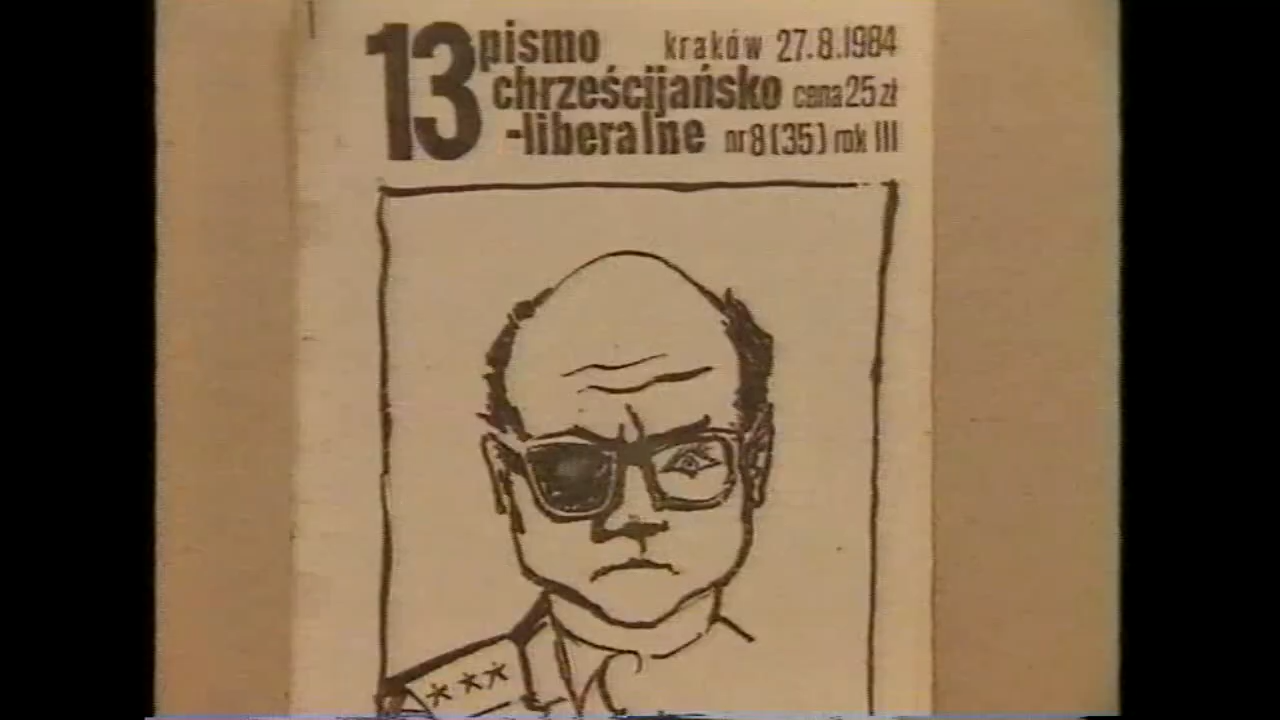 13 pismo kraków 27.8.1984
chrześcijańsko cena 25 zł
-liberalne nr 8 (35) rok III